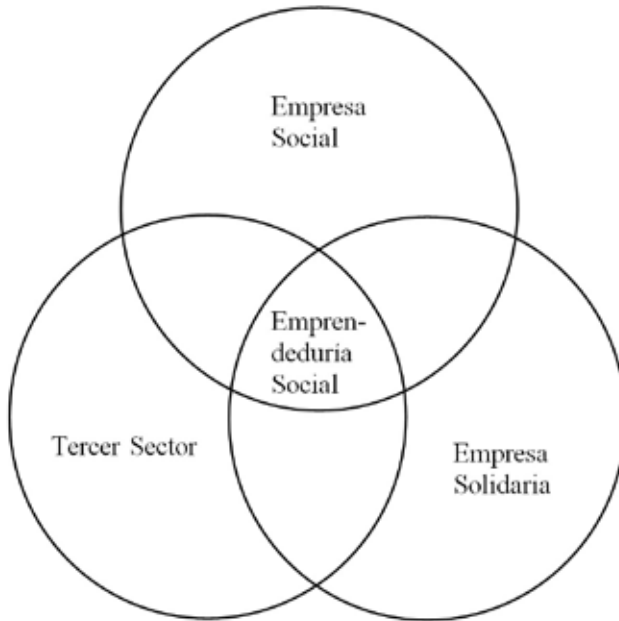 Empresa
Social
Empren-
deduría
Social
Tercer Sector
Empresa
Solidaria